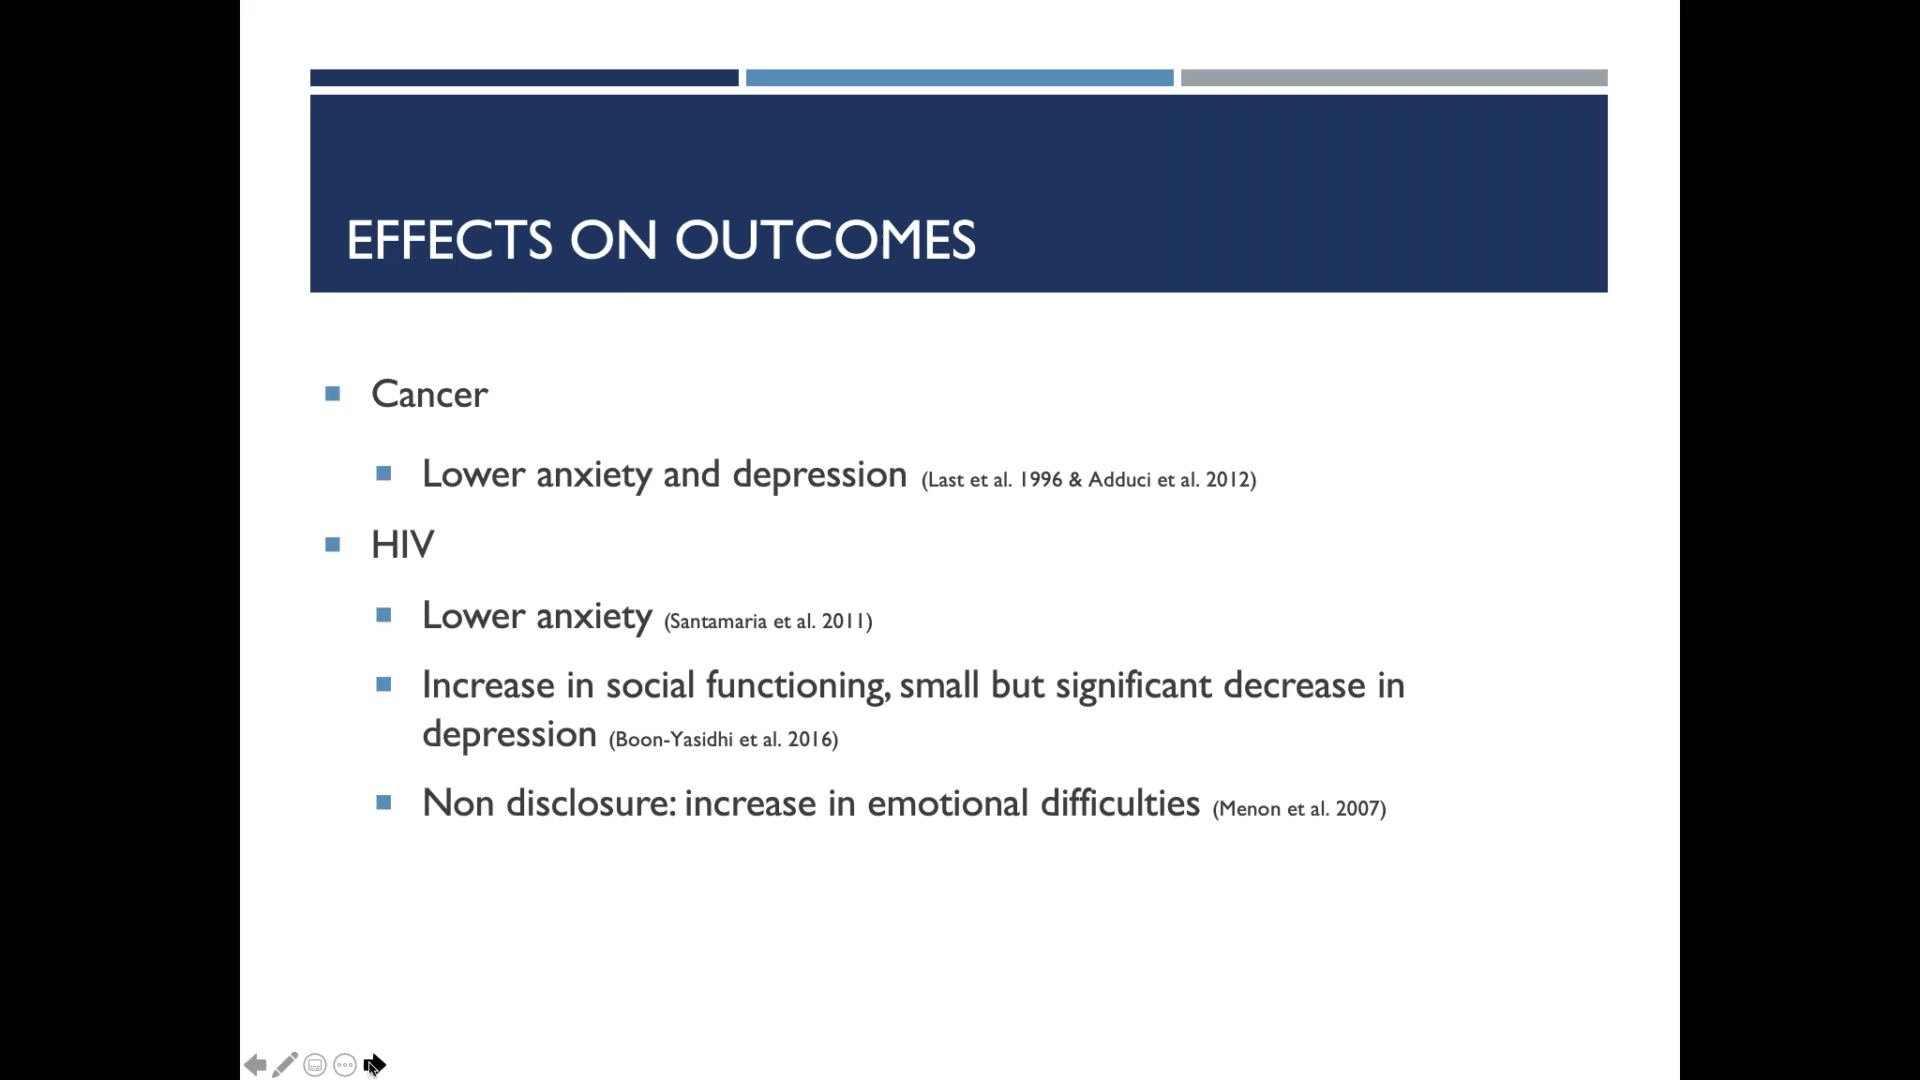 EFFECTS ON OUTCOMES
Cancer
Lower anxiety and depression (Last et al. 1996 & Adduci et al. 2012)
HIV
Lower anxiety (Santamaria et al. 2011)
Increase in social functioning, small but significant decrease in
depression (Boon-Yasidhi et al. 2016)
Non disclosure: increase in emotional difficulties (Menon et al. 2007)